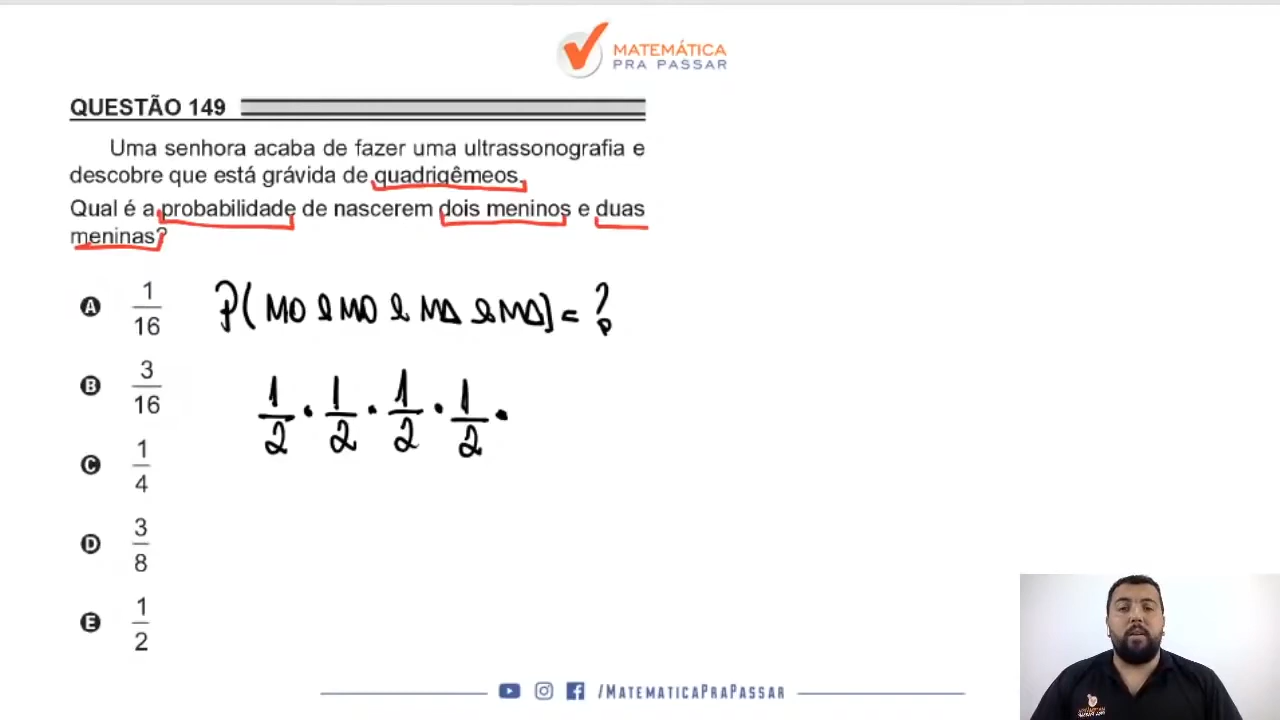 MATEMÁTICA
PRA PASSAR
QUESTÃO 149
Uma senhora acaba de fazer uma ultrassonografia e
descobre que está grávida de quadrigêmeos.
Qual é a probabilidade de nascerem dois meninos e duas
meninas?
A 1/16
P(MO e MO e MA e MA) = ?
B 3/16
1/2 · 1/2 · 1/2 · 1/2 ·
C 1/4
D 3/8
E 1/2
/MATEMATICAPRAPASSAR